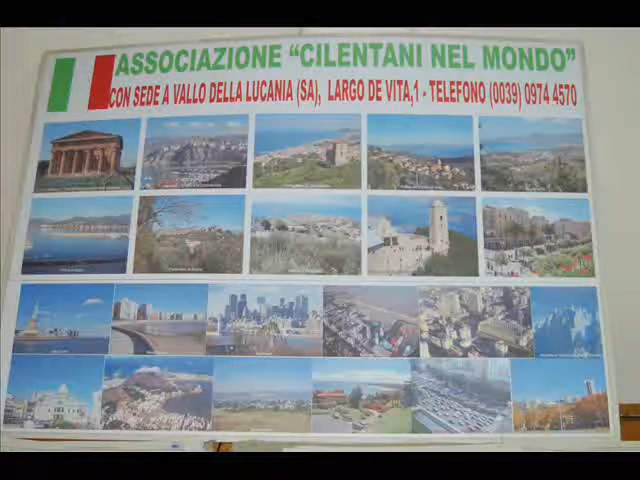 ASSOCIAZIONE "CILENTANI NEL MONDO"
CON SEDE A VALLO DELLA LUCANIA (SA), LARGO DE VITA,1 - TELEFONO (0039) 0974 4570